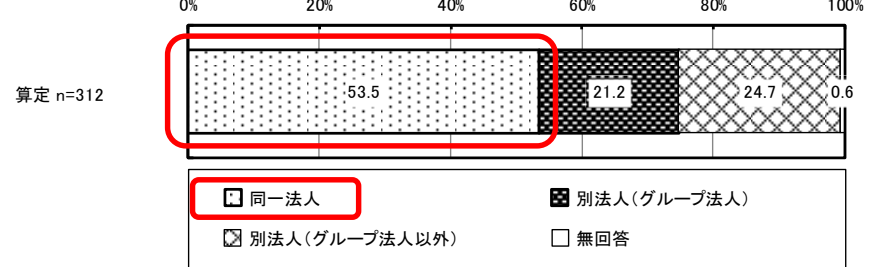 0% 20% 40% 60% 80% 100%
算定 n=312 53.5 21.2 24.7 0.6
同一法人 別法人(グループ法人)
別法人(グループ法人以外) 無回答